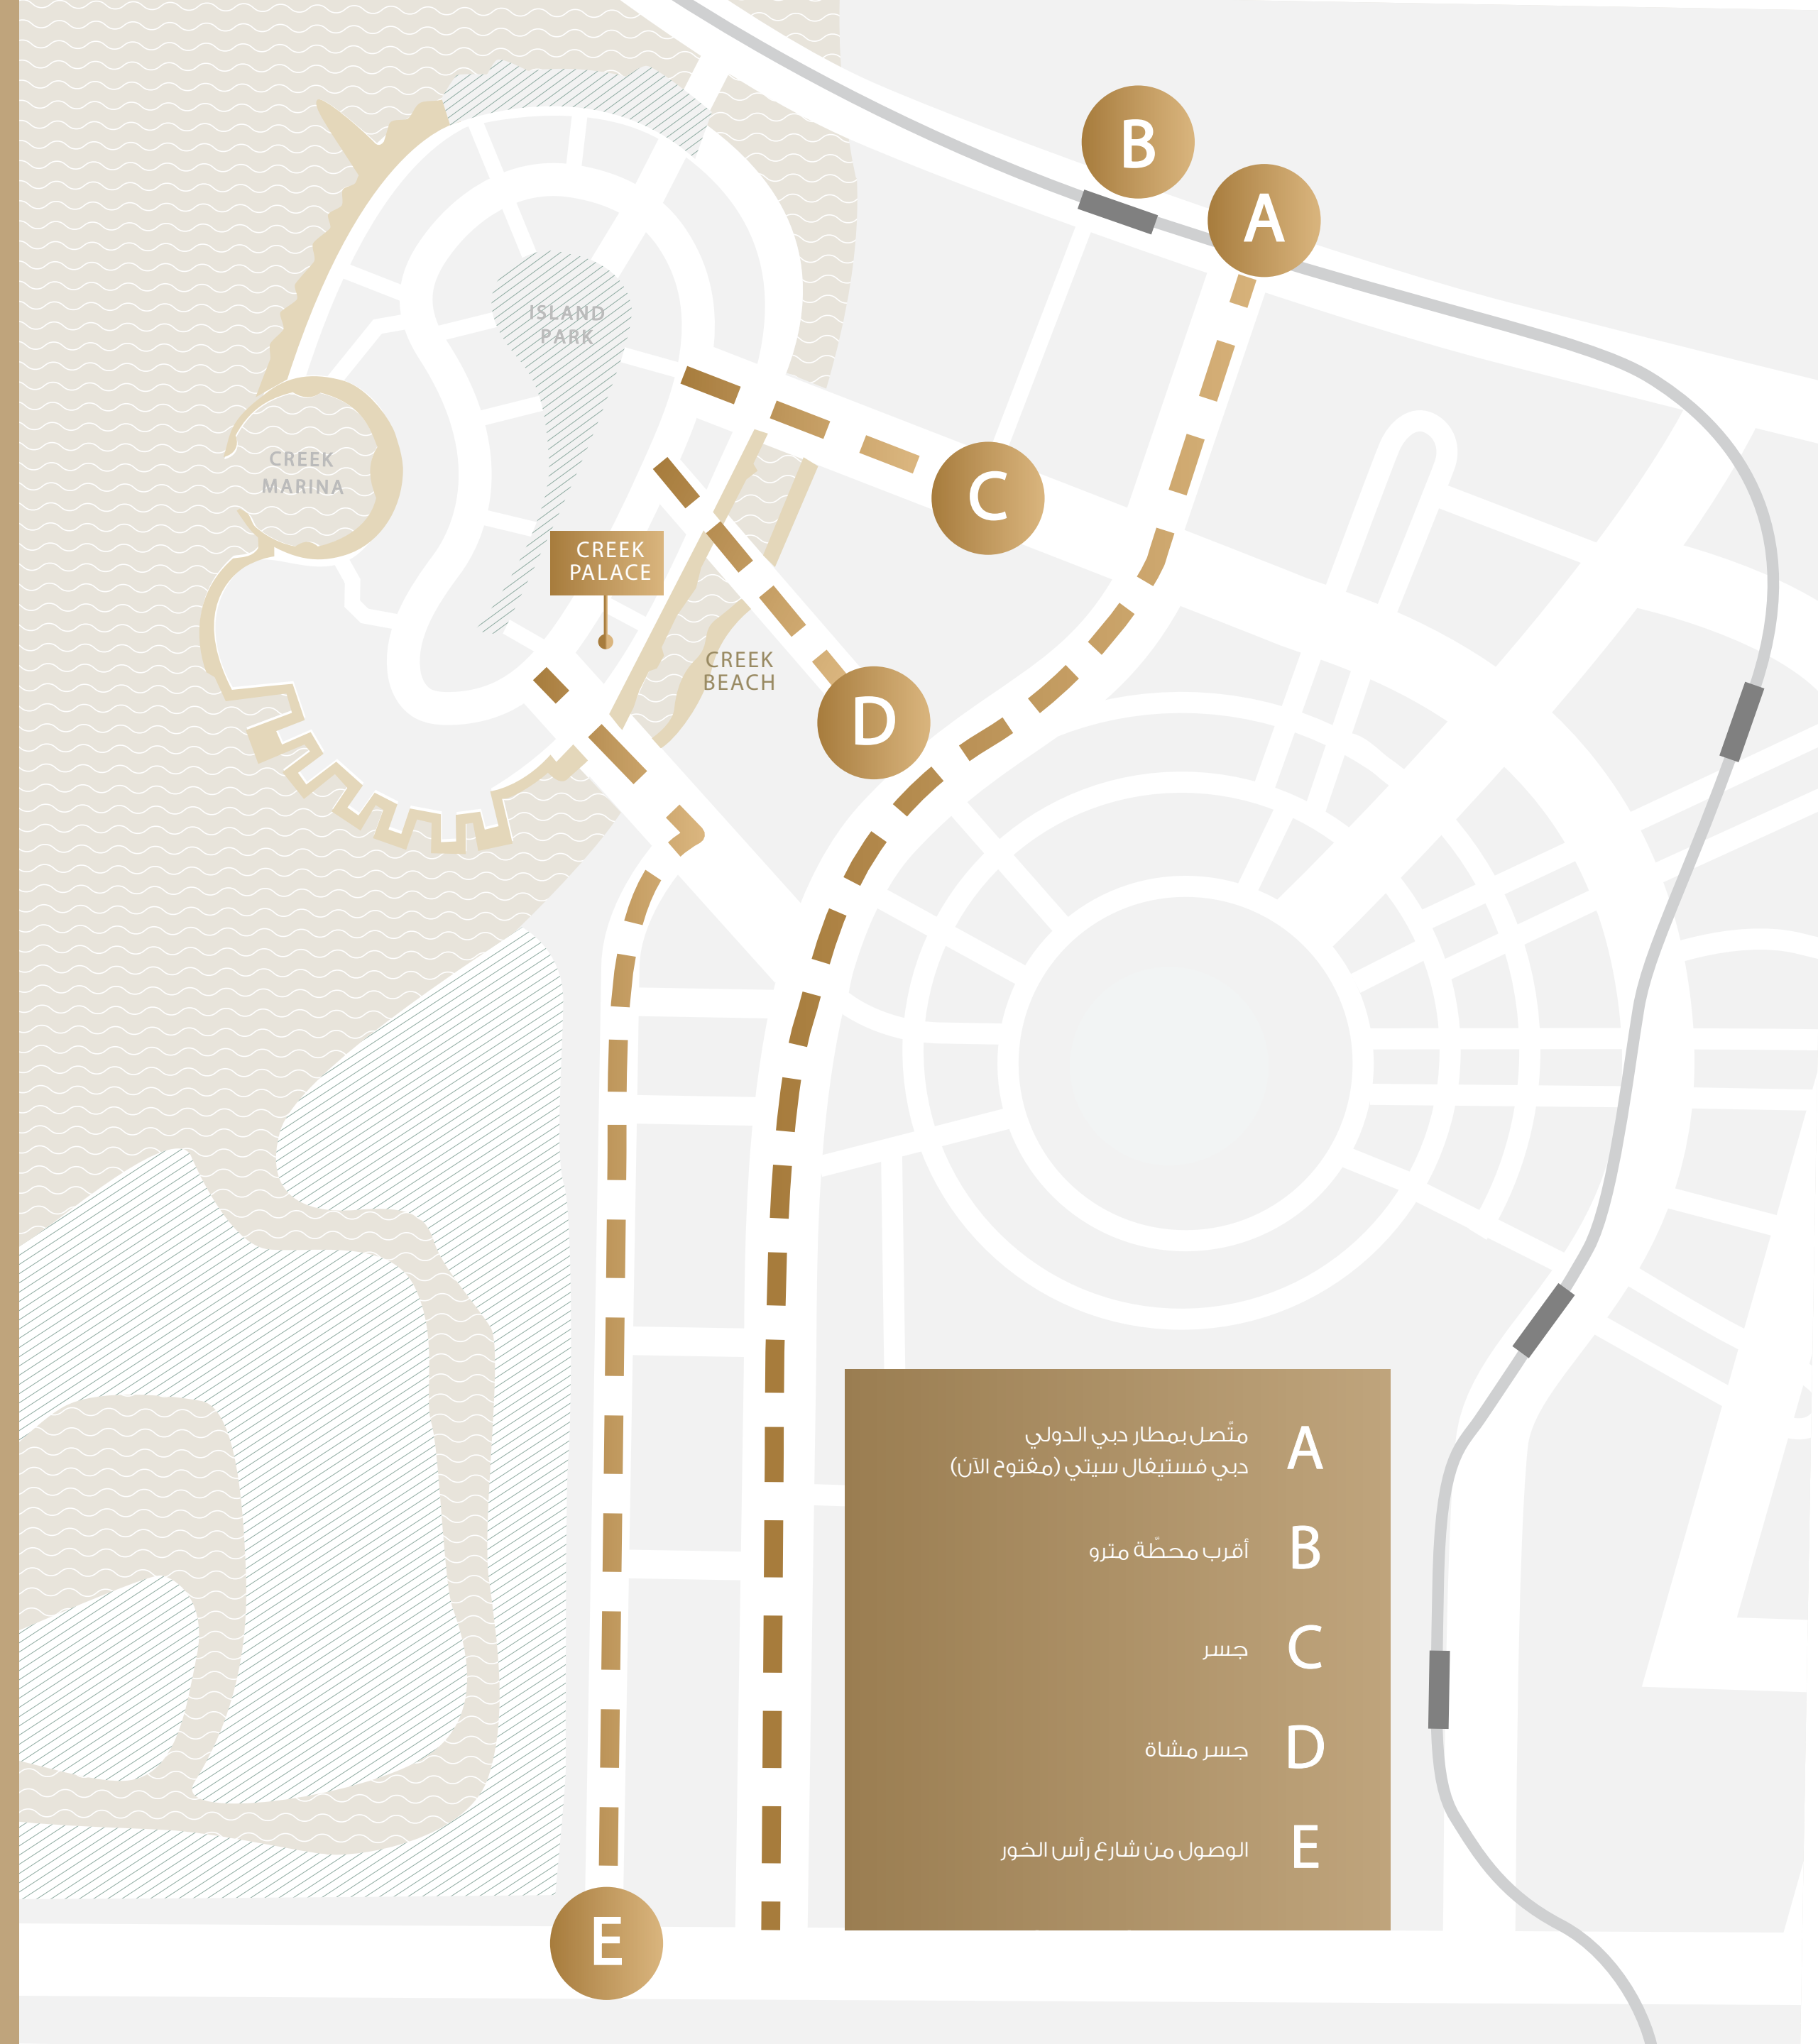 B
A
ISLAND
PARK
CREEK
MARINA
C
CREEK
PALACE
CREEK
BEACH
D
A
متّصل بمطار دبي الدولي
دبي فستيفال سيتي (مفتوح الآن)
B
أقرب محطّة مترو
C
جسر
D
جسر مشاة
E
الوصول من شارع رأس الخور
E